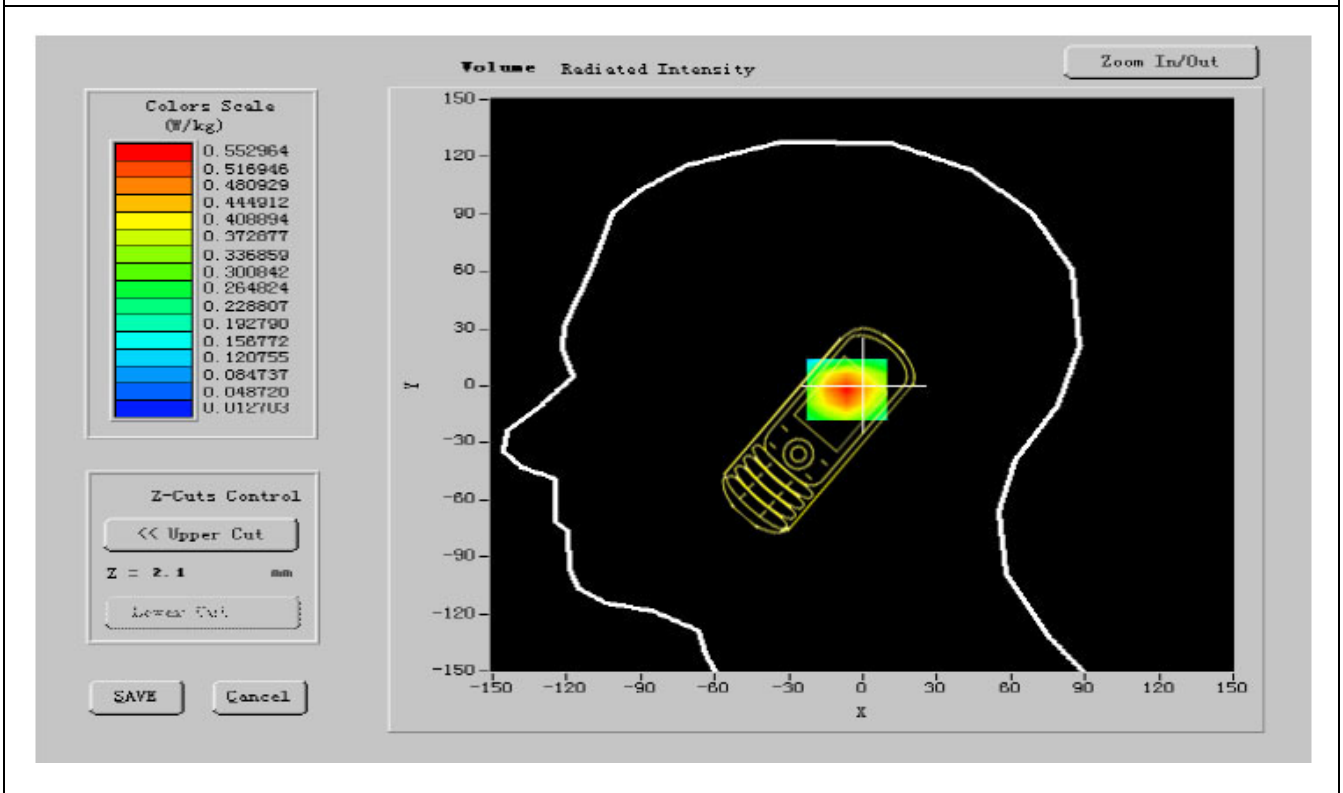 Volume Radiated Intensity
Zoom In/Out
Colors Scale
(W/kg)
0.552964
0.516946
0.480929
0.444912
0.408894
0.372877
0.336859
0.300842
0.264824
0.228807
0.192790
0.156772
0.120755
0.084737
0.048720
0.012703
Z-Cuts Control
<< Upper Cut
Z = 2.1 mm
Lower Cut
SAVE Cancel
150
120
90
60
30
0
-30
-60
-90
-120
-150
Y
-150 -120 -90 -60 -30 0 30 60 90 120 150
X